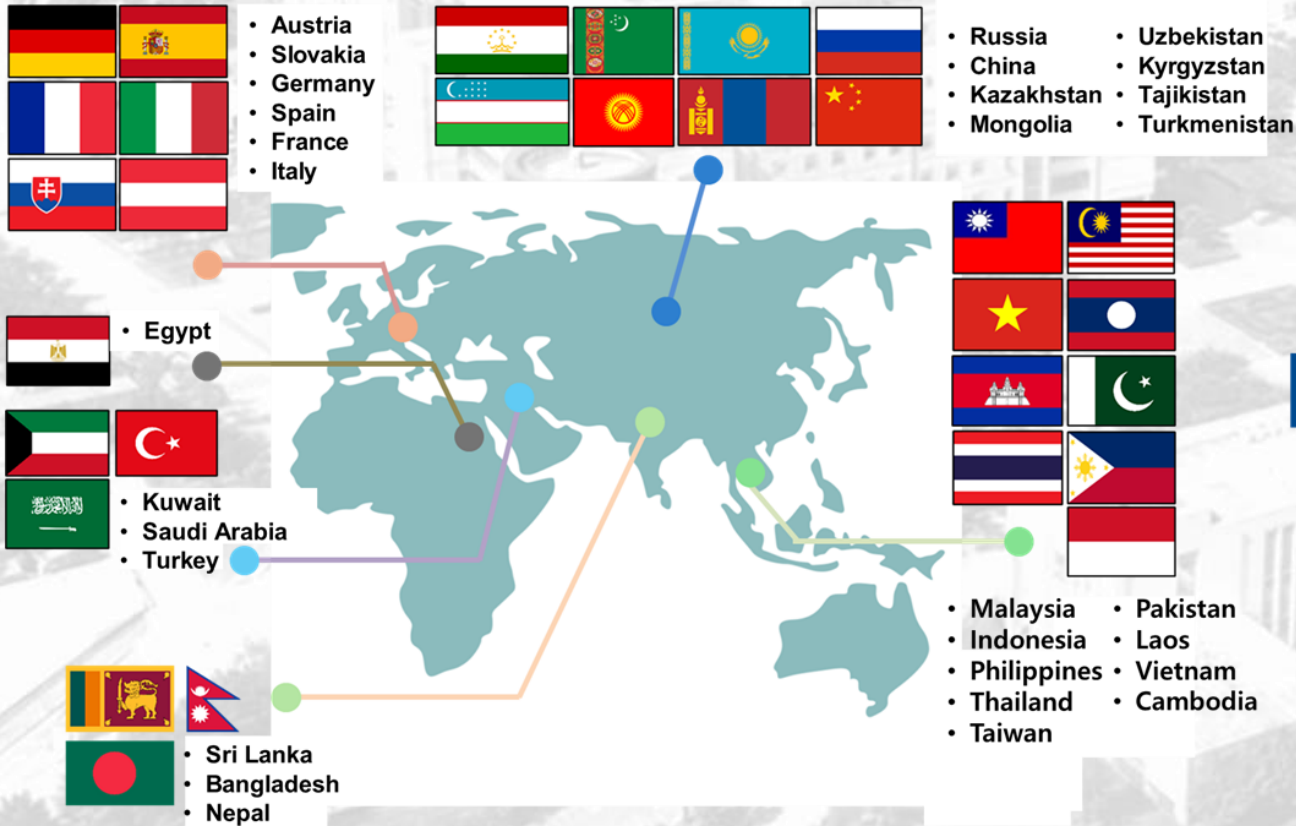 • Austria
• Slovakia
• Germany
• Spain
• France
• Italy
• Russia
• China
• Kazakhstan
• Mongolia
• Uzbekistan
• Kyrgyzstan
• Tajikistan
• Turkmenistan
• Egypt
• Kuwait
• Saudi Arabia
• Turkey
• Sri Lanka
• Bangladesh
• Nepal
• Malaysia
• Indonesia
• Philippines
• Thailand
• Taiwan
• Pakistan
• Laos
• Vietnam
• Cambodia